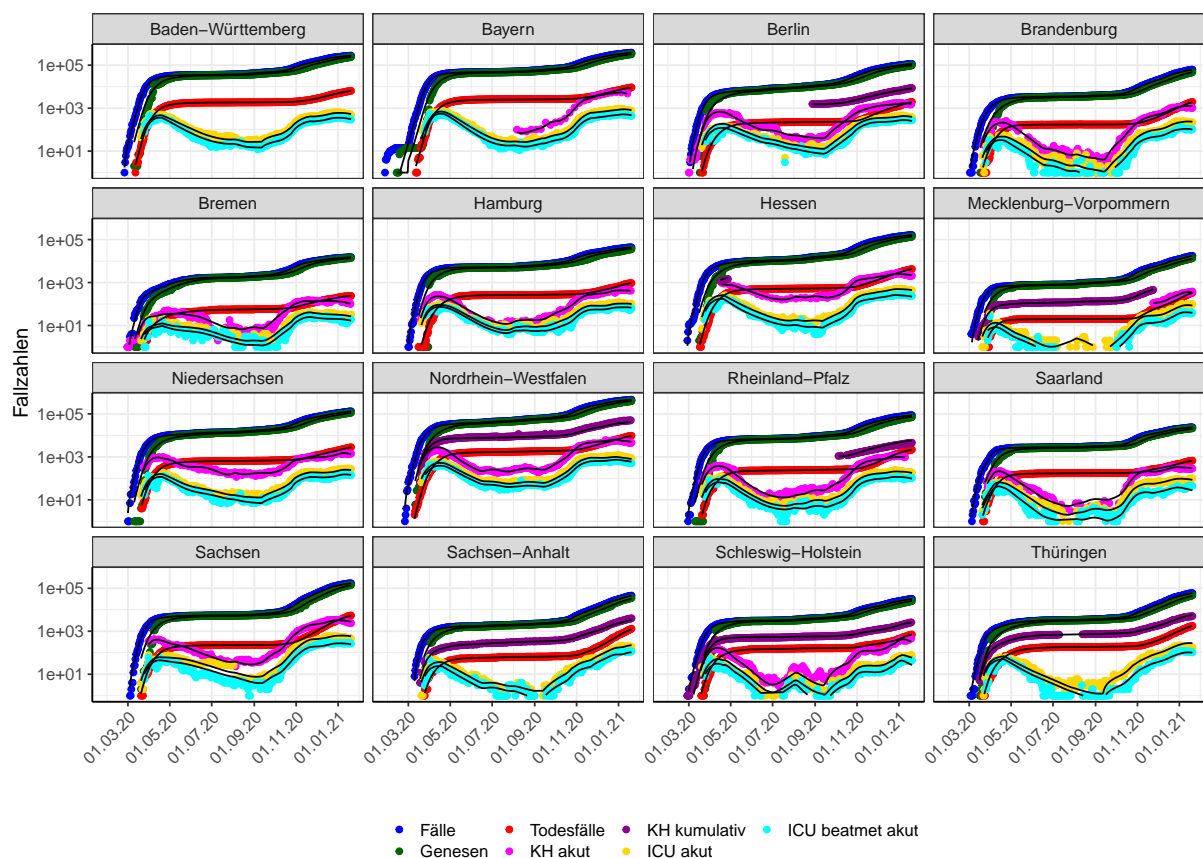 Baden−Württemberg Bayern Berlin Brandenburg
1e+05
1e+03
1e+01
Bremen Hamburg Hessen Mecklenburg−Vorpommern
1e+05
1e+03
1e+01
Fallzahlen
Niedersachsen Nordrhein−Westfalen Rheinland−Pfalz Saarland
1e+05
1e+03
1e+01
Sachsen Sachsen−Anhalt Schleswig−Holstein Thüringen
1e+05
1e+03
1e+01
01.03.20 01.05.20 01.07.20 01.09.20 01.11.20 01.01.21 01.03.20 01.05.20 01.07.20 01.09.20 01.11.20 01.01.21 01.03.20 01.05.20 01.07.20 01.09.20 01.11.20 01.01.21 01.03.20 01.05.20 01.07.20 01.09.20 01.11.20 01.01.21
Fälle Todesfälle KH kumulativ ICU beatmet akut
Genesen KH akut ICU akut